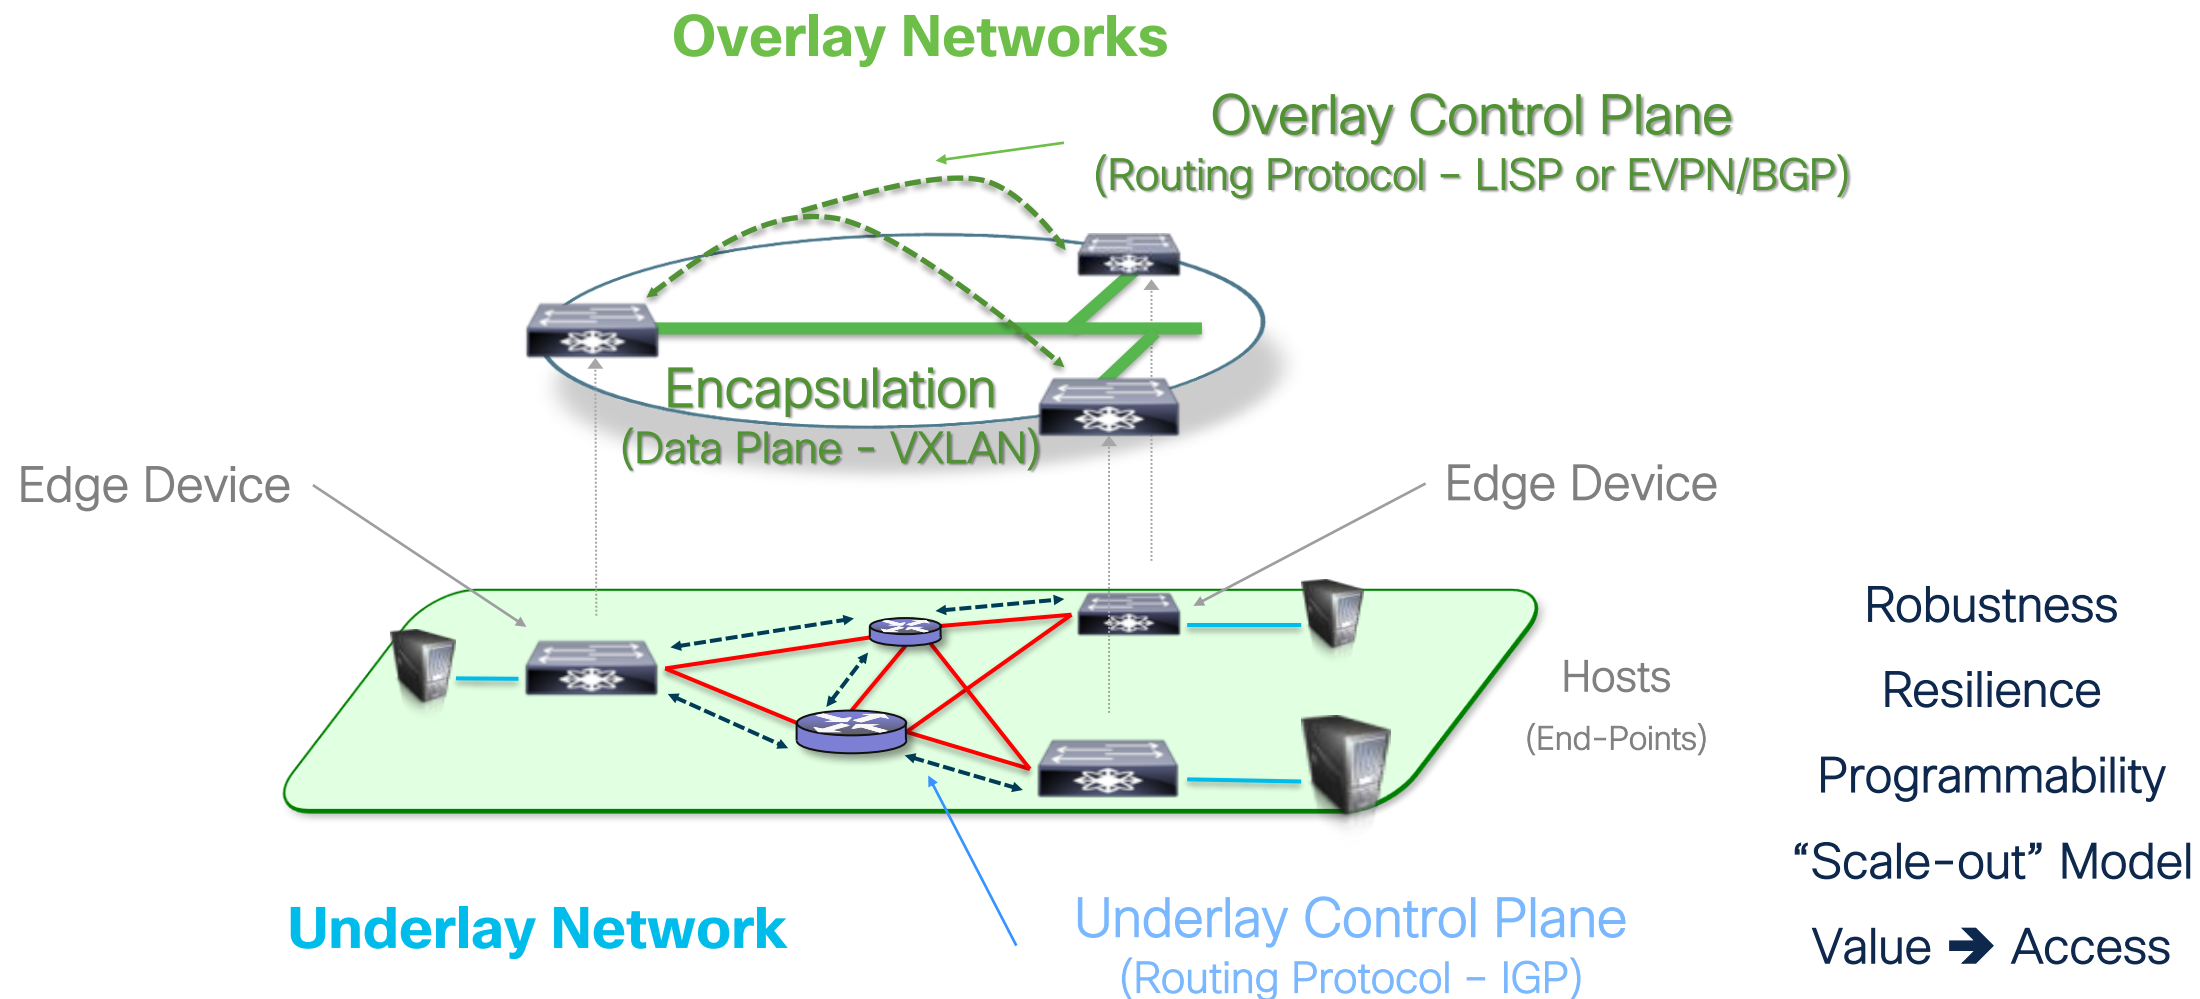 Overlay Networks
Overlay Control Plane
(Routing Protocol – LISP or EVPN/BGP)
Encapsulation
(Data Plane – VXLAN)
Edge Device
Edge Device
Hosts
(End-Points)
Robustness
Resilience
Programmability
“Scale-out” Model
Value ➔ Access
Underlay Network
Underlay Control Plane
(Routing Protocol – IGP)